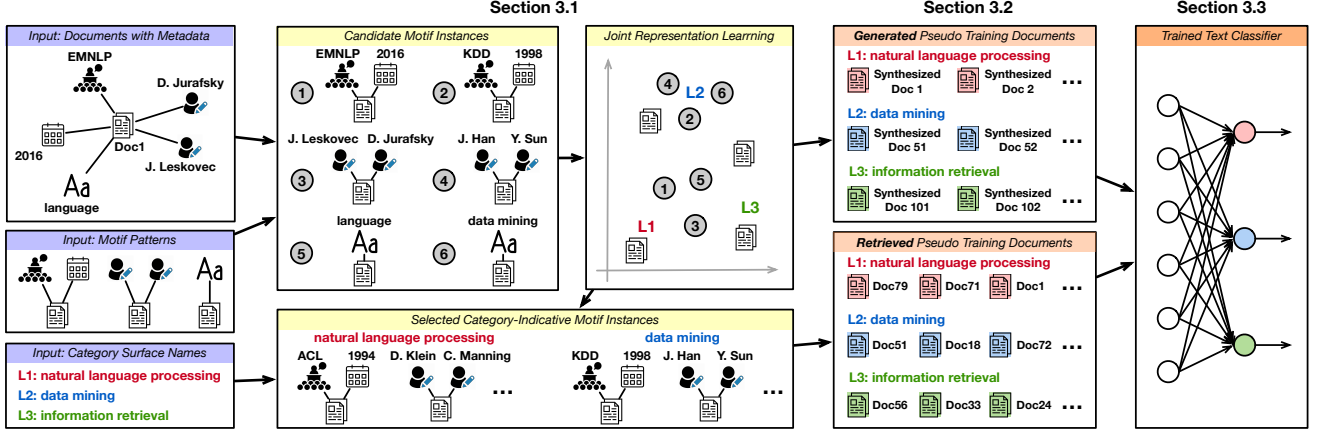 Section 3.1
Section 3.2
Section 3.3
Input: Documents with Metadata
EMNLP
D. Jurafsky
2016
Doc1
J. Leskovec
Aa
language
Input: Motif Patterns
Aa
Input: Category Surface Names
L1: natural language processing
L2: data mining
L3: information retrieval
Candidate Motif Instances
EMNLP 2016 KDD 1998
1 2
J. Leskovec D. Jurafsky J. Han Y. Sun
3 4
language data mining
5 Aa 6 Aa
Joint Representation Learrning
4 L2 6
2
5
1
L1 3 L3
Selected Category-Indicative Motif Instances
natural language processing data mining
ACL 1994 D. Klein C. Manning KDD 1998 J. Han Y. Sun
... ...
Generated Pseudo Training Documents
L1: natural language processing
Synthesized Synthesized
Doc 1 Doc 2 ...
L2: data mining
Synthesized Synthesized
Doc 51 Doc 52 ...
L3: information retrieval
Synthesized Synthesized
Doc 101 Doc 102 ...
Retrieved Pseudo Training Documents
L1: natural language processing
Doc79 Doc71 Doc1 ...
L2: data mining
Doc51 Doc18 Doc72 ...
L3: information retrieval
Doc56 Doc33 Doc24 ...
Trained Text Classifier